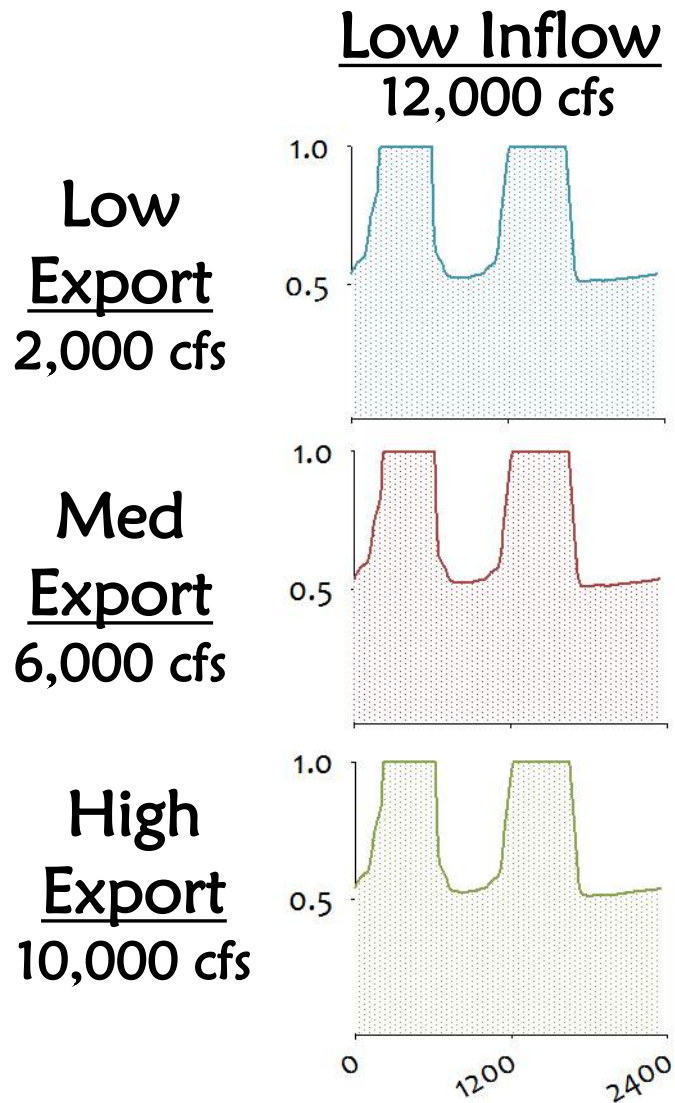 Low Inflow
12,000 cfs
Low
Export
2,000 cfs
1.0
0.5
Med
Export
6,000 cfs
1.0
0.5
High
Export
10,000 cfs
1.0
0.5
0
1200
2400